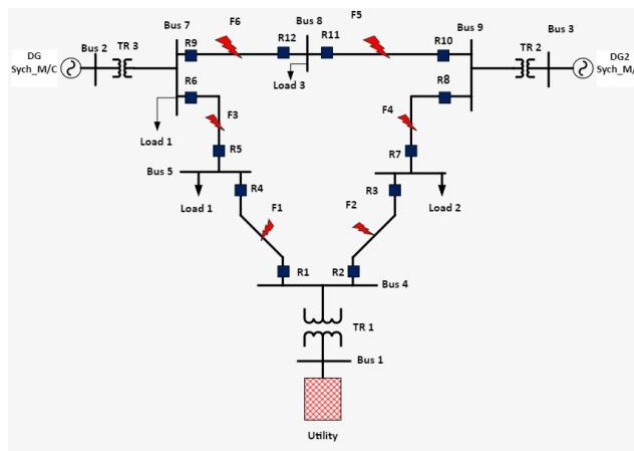 F6
Bus 8
F5
Bus 7
Bus 9
R12
R11
DG
Sych_M/C
Bus 2
TR 3
R9
R10
TR 2
Bus 3
DG2
Sych_M/
Load 3
R6
R8
Load 1
F3
F4
R5
R7
Bus 5
R4
R3
Load 1
F1
F2
Load 2
R1
R2
Bus 4
TR 1
Bus 1
Utility